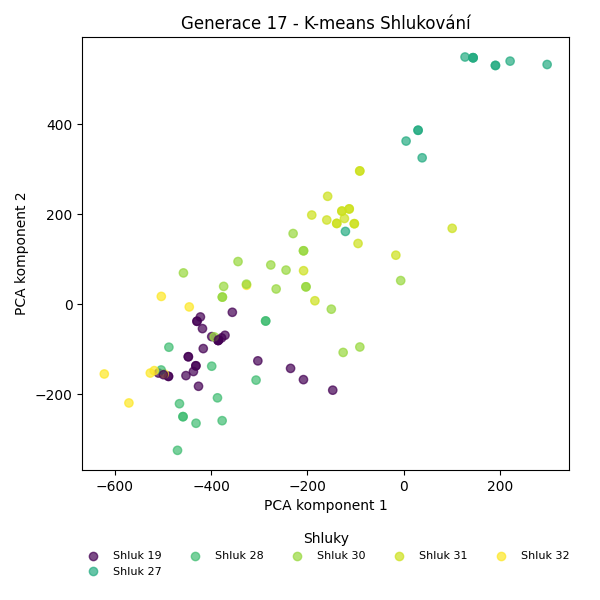 Generace 17 - K-means Shlukování
PCA komponent 2
400
200
0
−200
−600
−400
−200
0
200
PCA komponent 1
Shluky
Shluk 19
Shluk 28
Shluk 30
Shluk 31
Shluk 32
Shluk 27